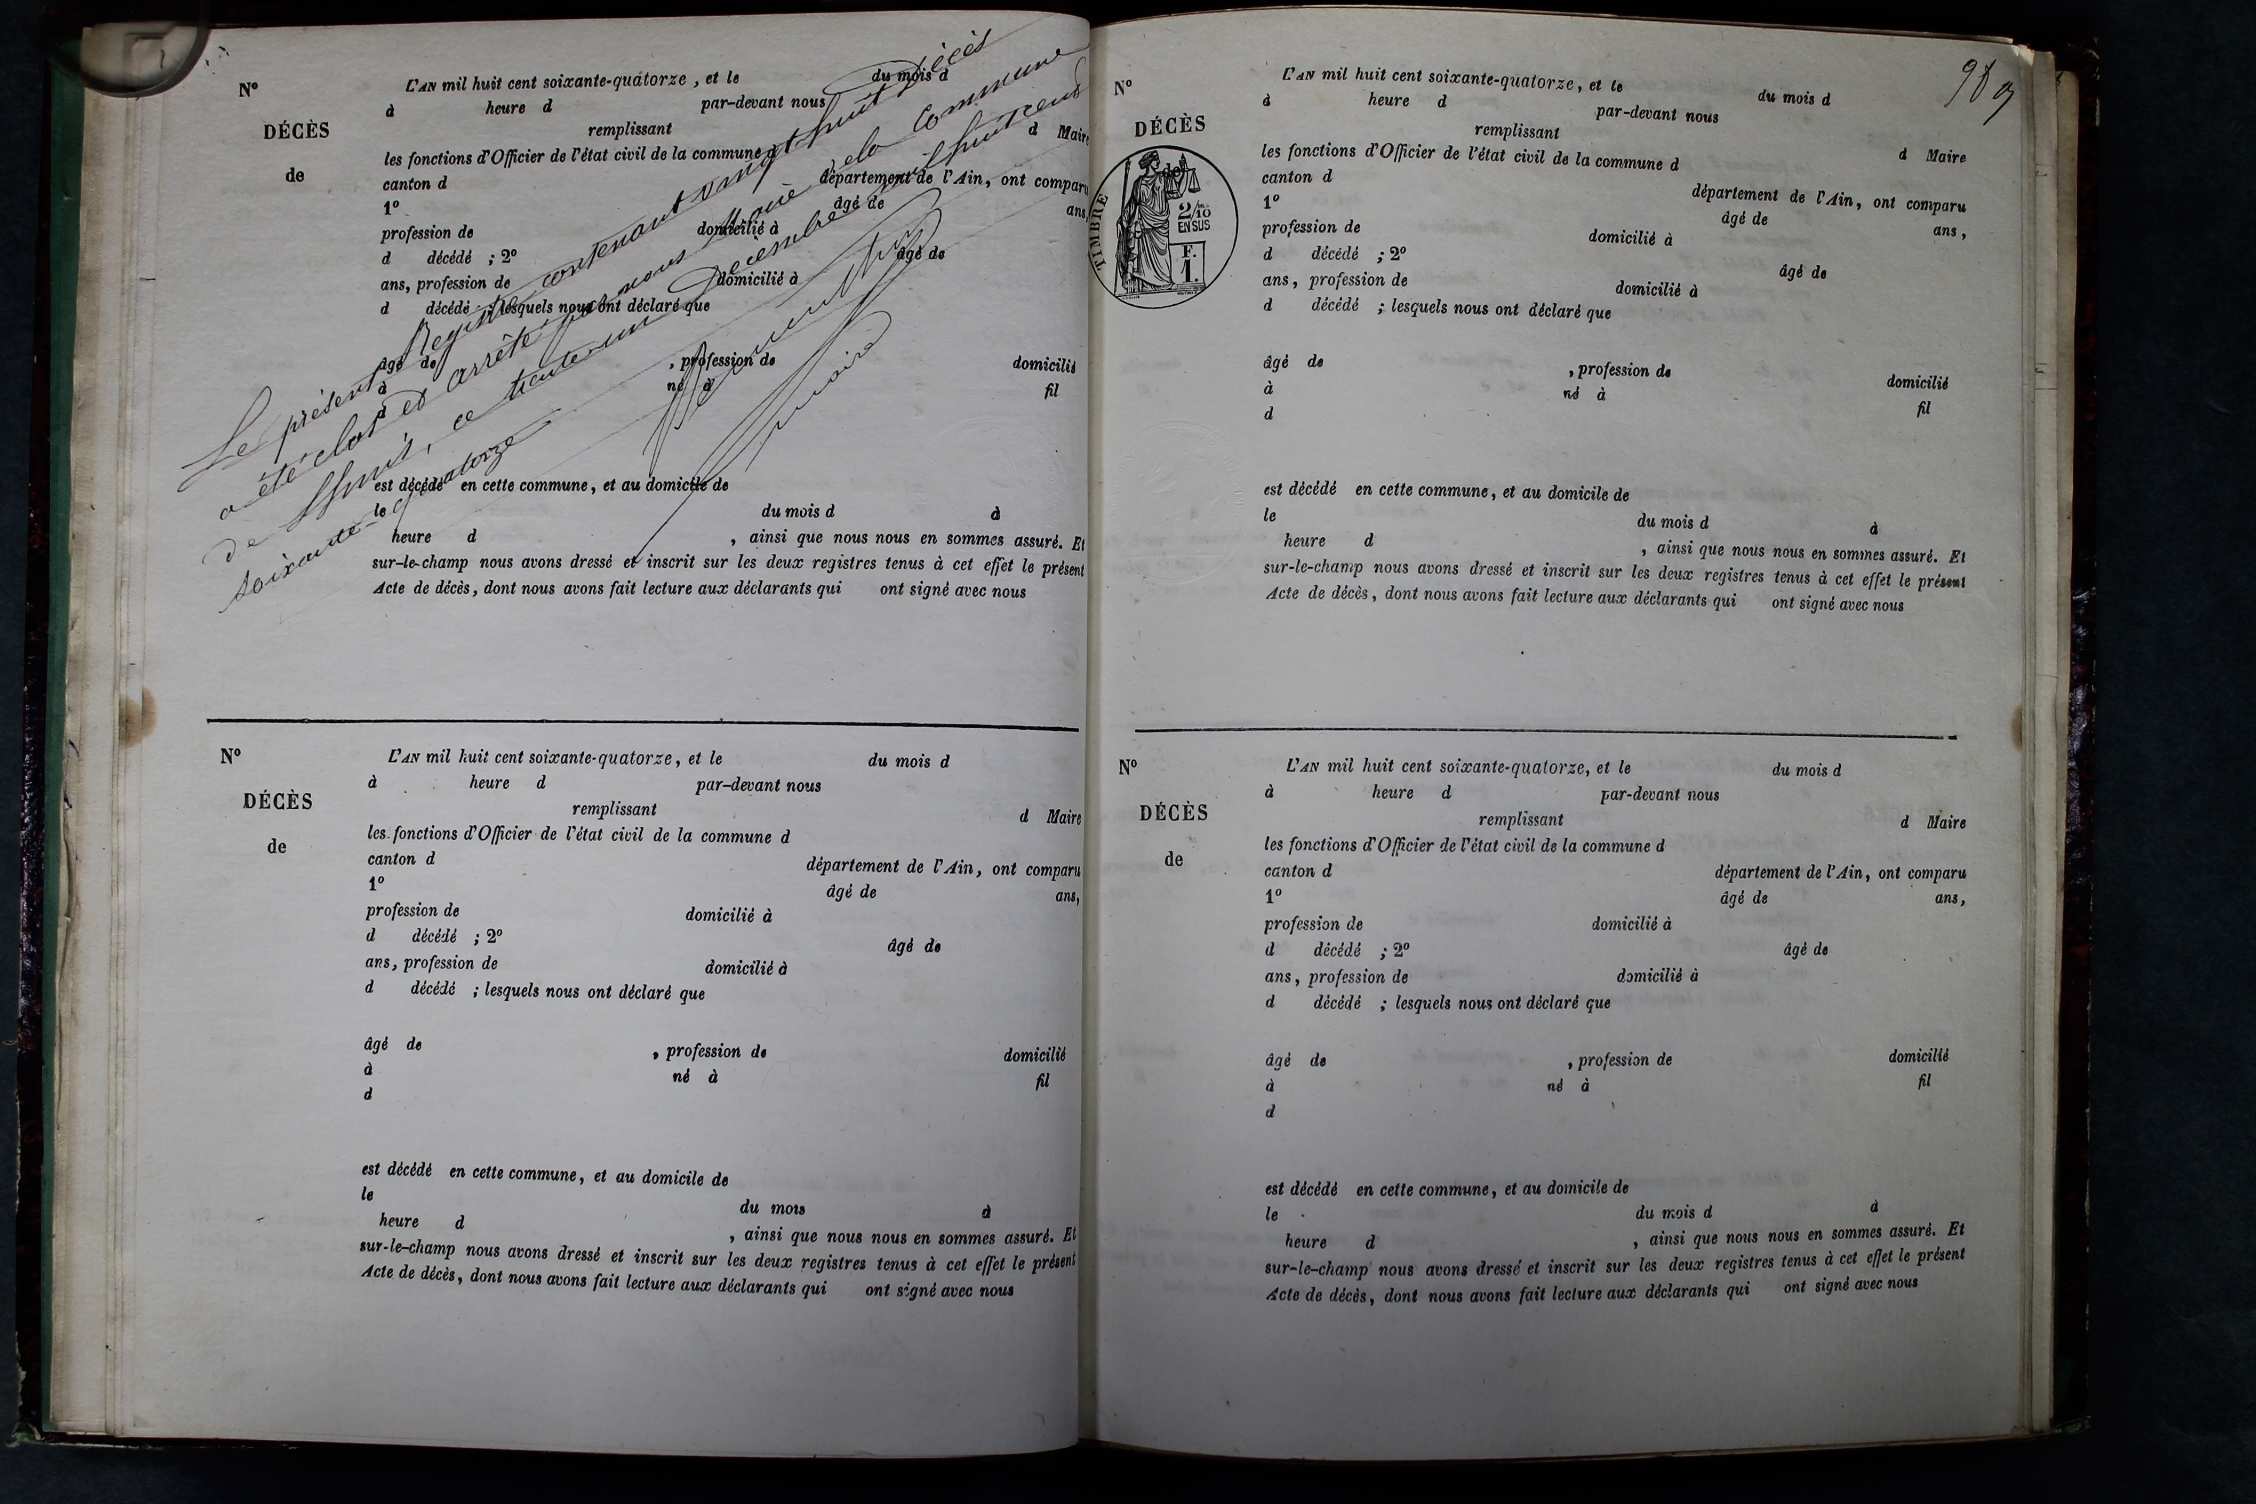 Nº
DÉCÈS
de
L'AN mil huit cent soixante-quatorze, et le du mois d
à heure d par-devant nous
remplissant d Maire
les fonctions d'Officier de l'état civil de la commune d
canton d département de l'Ain, ont comparu
1º âgé de ans,
profession de domicilié à
d décédé ; 2º âgé de
ans, profession de domicilié à
d décédé ; lesquels nous ont déclaré que
âgé de , profession de domicilié
à né à fil
d
est décédé en cette commune, et au domicile de
le du mois d à
heure d , ainsi que nous nous en sommes assuré. Et
sur-le-champ nous avons dressé et inscrit sur les deux registres tenus à cet effet le présent
Acte de décès, dont nous avons fait lecture aux déclarants qui ont signé avec nous
Le présent Registre contenant vingt huit Décès
a été clos et arrêté par nous Maire de la Commune
de, ce trente un Décembre mil huit cent
soixante-quatorze
maire
Nº
DÉCÈS
de
L'AN mil huit cent soixante-quatorze, et le du mois d
à heure d par-devant nous
remplissant d Maire
les fonctions d'Officier de l'état civil de la commune d
canton d département de l'Ain, ont comparu
1º âgé de ans,
profession de domicilié à
d décédé ; 2º âgé de
ans, profession de domicilié à
d décédé ; lesquels nous ont déclaré que
âgé de , profession de domicilié
à né à fil
d
est décédé en cette commune, et au domicile de
le du mois à
heure d , ainsi que nous nous en sommes assuré. Et
sur-le-champ nous avons dressé et inscrit sur les deux registres tenus à cet effet le présent
Acte de décès, dont nous avons fait lecture aux déclarants qui ont signé avec nous
Nº
DÉCÈS
de
TIMBRE
2/10
EN SUS
F.
1.
L'AN mil huit cent soixante-quatorze, et le du mois d
à heure d par-devant nous
remplissant d Maire
les fonctions d'Officier de l'état civil de la commune d
canton d département de l'Ain, ont comparu
1º âgé de ans,
profession de domicilié à
d décédé ; 2º âgé de
ans, profession de domicilié à
d décédé ; lesquels nous ont déclaré que
âgé de , profession de domicilié
à né à fil
d
est décédé en cette commune, et au domicile de
le du mois d à
heure d , ainsi que nous nous en sommes assuré. Et
sur-le-champ nous avons dressé et inscrit sur les deux registres tenus à cet effet le présent
Acte de décès, dont nous avons fait lecture aux déclarants qui ont signé avec nous
Nº
DÉCÈS
de
L'AN mil huit cent soixante-quatorze, et le du mois d
à heure d par-devant nous
remplissant d Maire
les fonctions d'Officier de l'état civil de la commune d
canton d département de l'Ain, ont comparu
1º âgé de ans,
profession de domicilié à
d décédé ; 2º âgé de
ans, profession de domicilié à
d décédé ; lesquels nous ont déclaré que
âgé de , profession de domicilié
à né à fil
d
est décédé en cette commune, et au domicile de
le du mois d à
heure d , ainsi que nous nous en sommes assuré. Et
sur-le-champ nous avons dressé et inscrit sur les deux registres tenus à cet effet le présent
Acte de décès, dont nous avons fait lecture aux déclarants qui ont signé avec nous